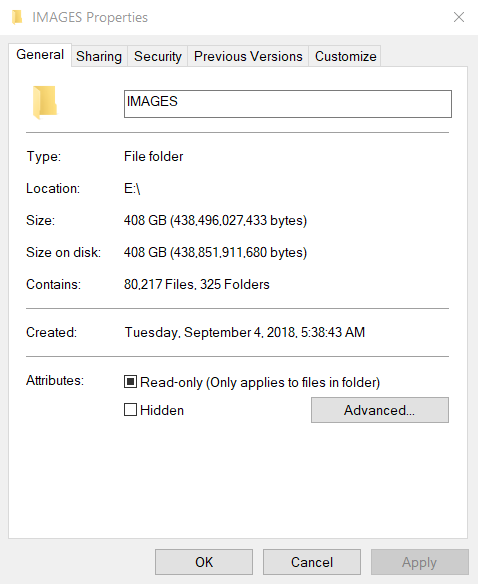 IMAGES Properties
General Sharing Security Previous Versions Customize
IMAGES
Type: File folder
Location: E:\
Size: 408 GB (438,496,027,433 bytes)
Size on disk: 408 GB (438,851,911,680 bytes)
Contains: 80,217 Files, 325 Folders
Created: Tuesday, September 4, 2018, 5:38:43 AM
Attributes: Read-only (Only applies to files in folder)
Hidden Advanced...
OK Cancel Apply